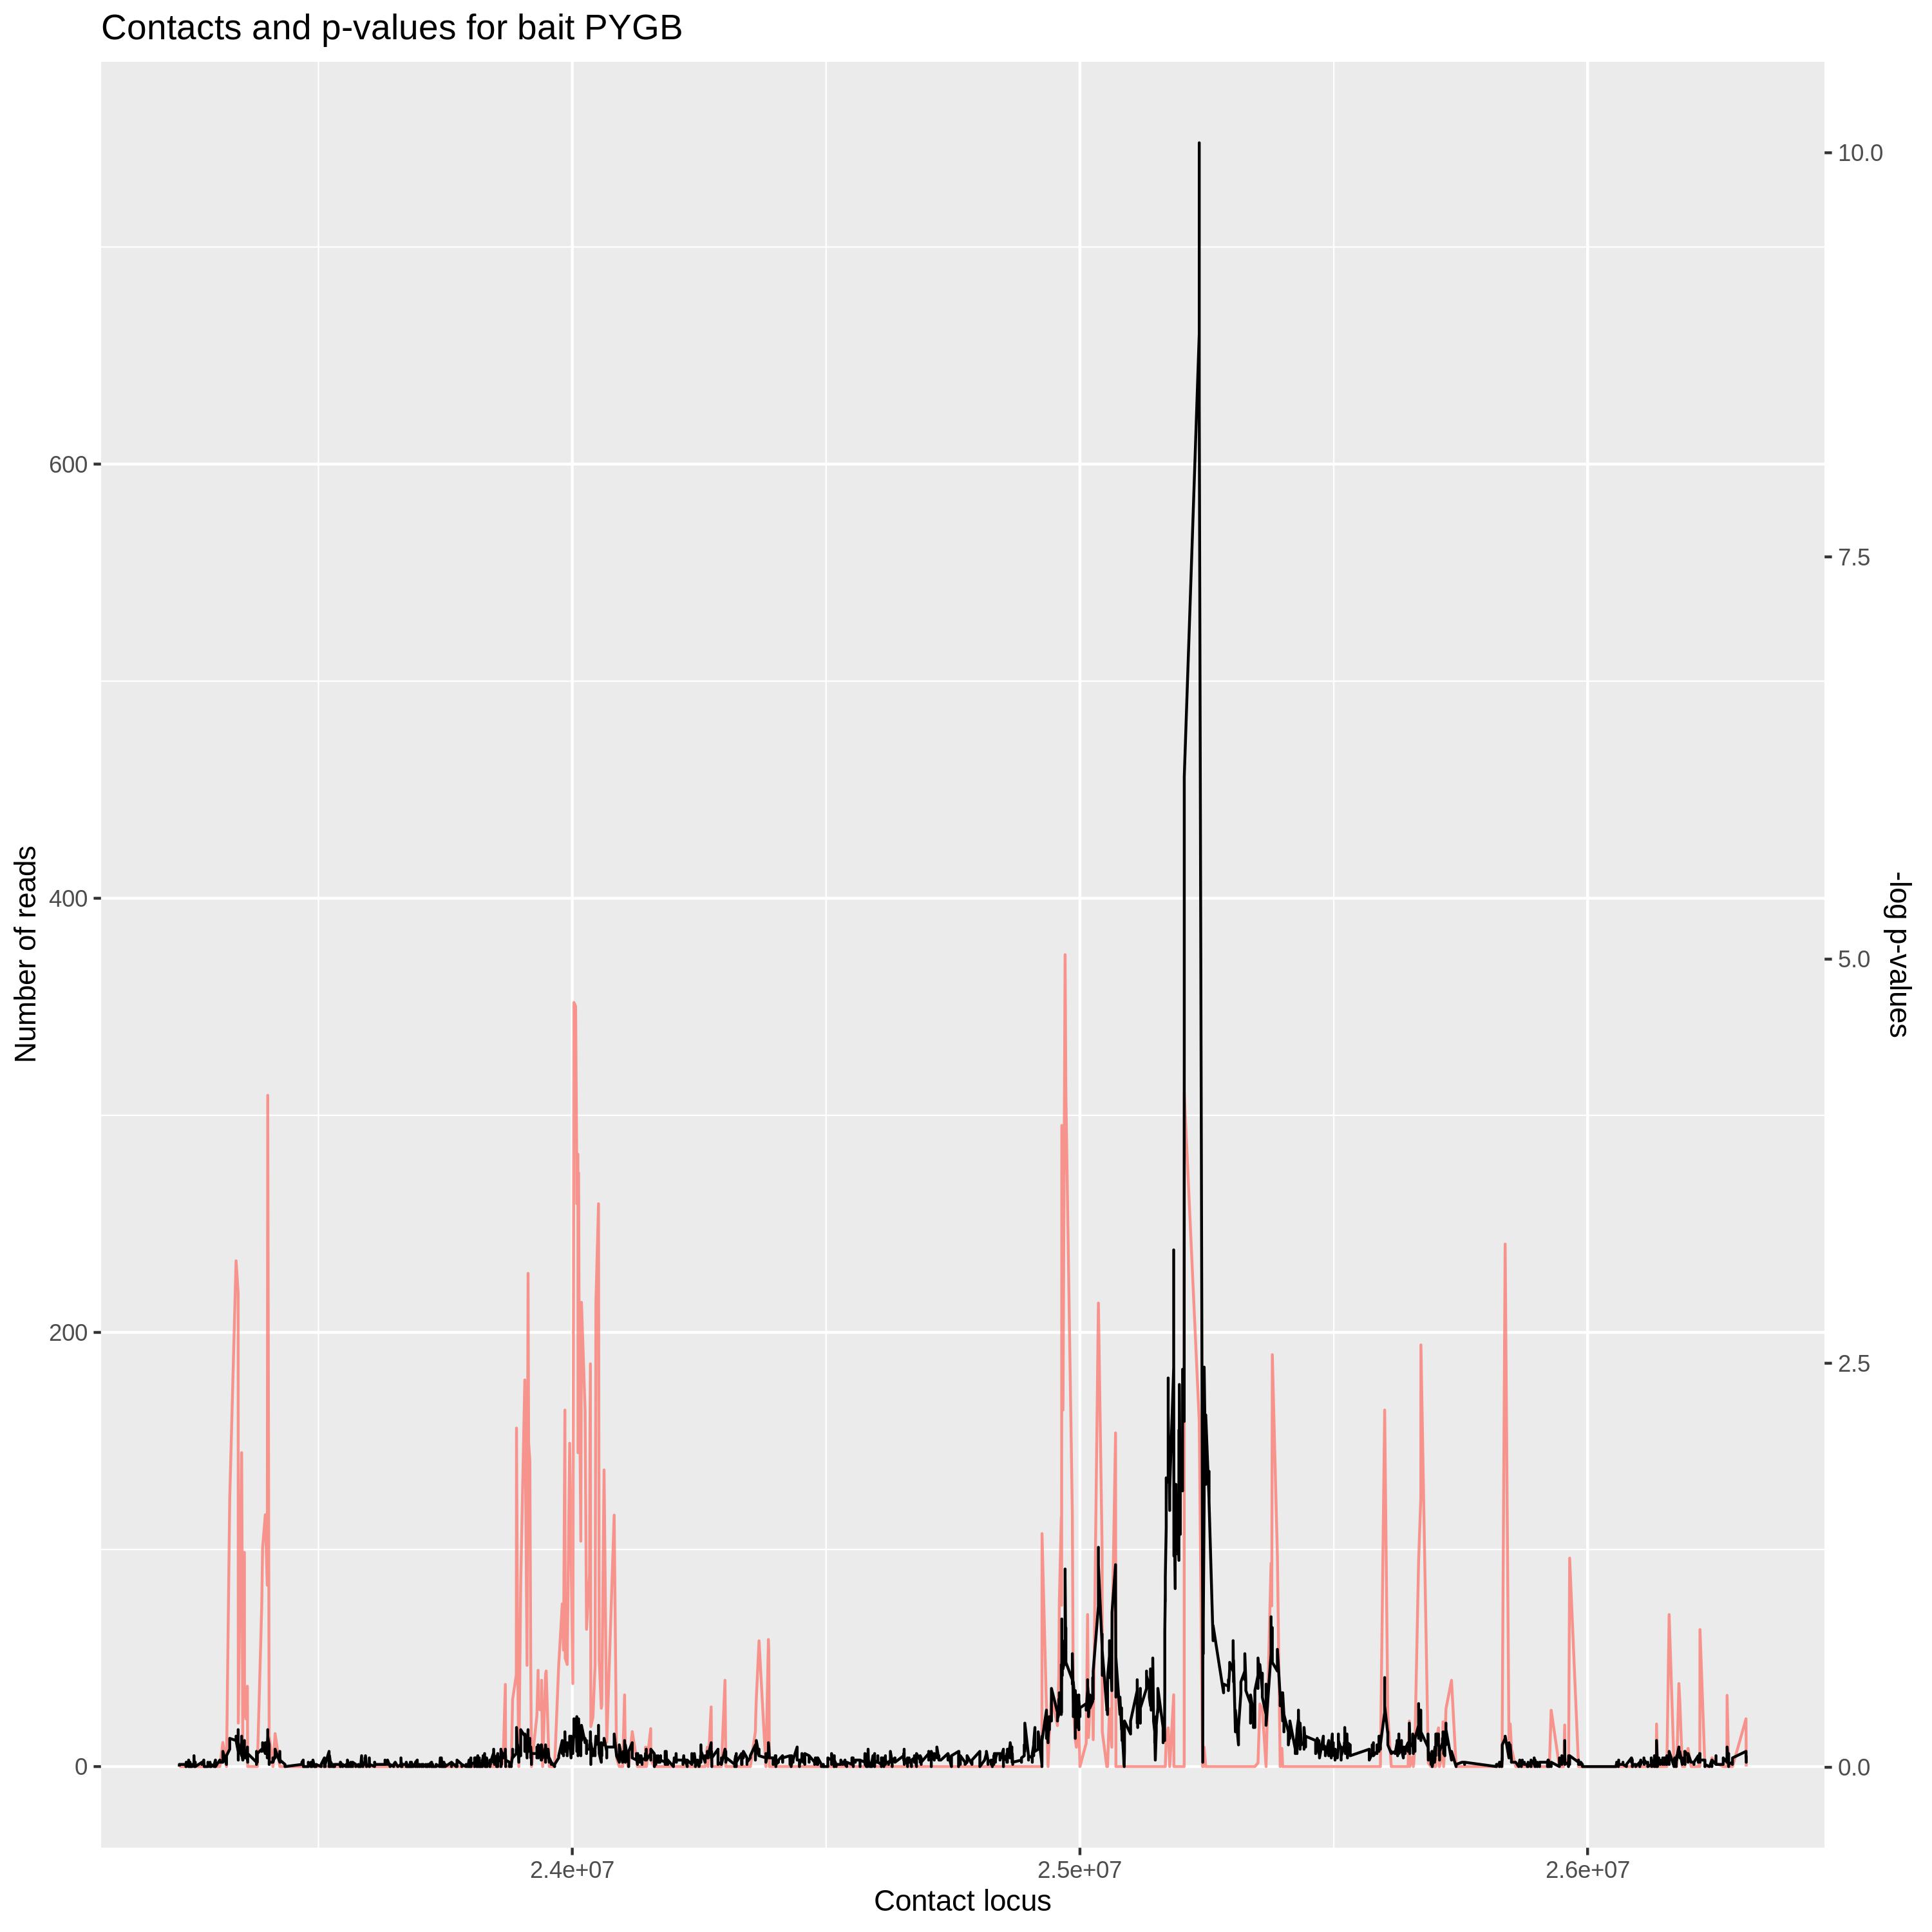 Contacts and p-values for bait PYGB
Number of reads
600
400
200
0
10.0
7.5
5.0
2.5
0.0
-log p-values
2.4e+07
2.5e+07
2.6e+07
Contact locus